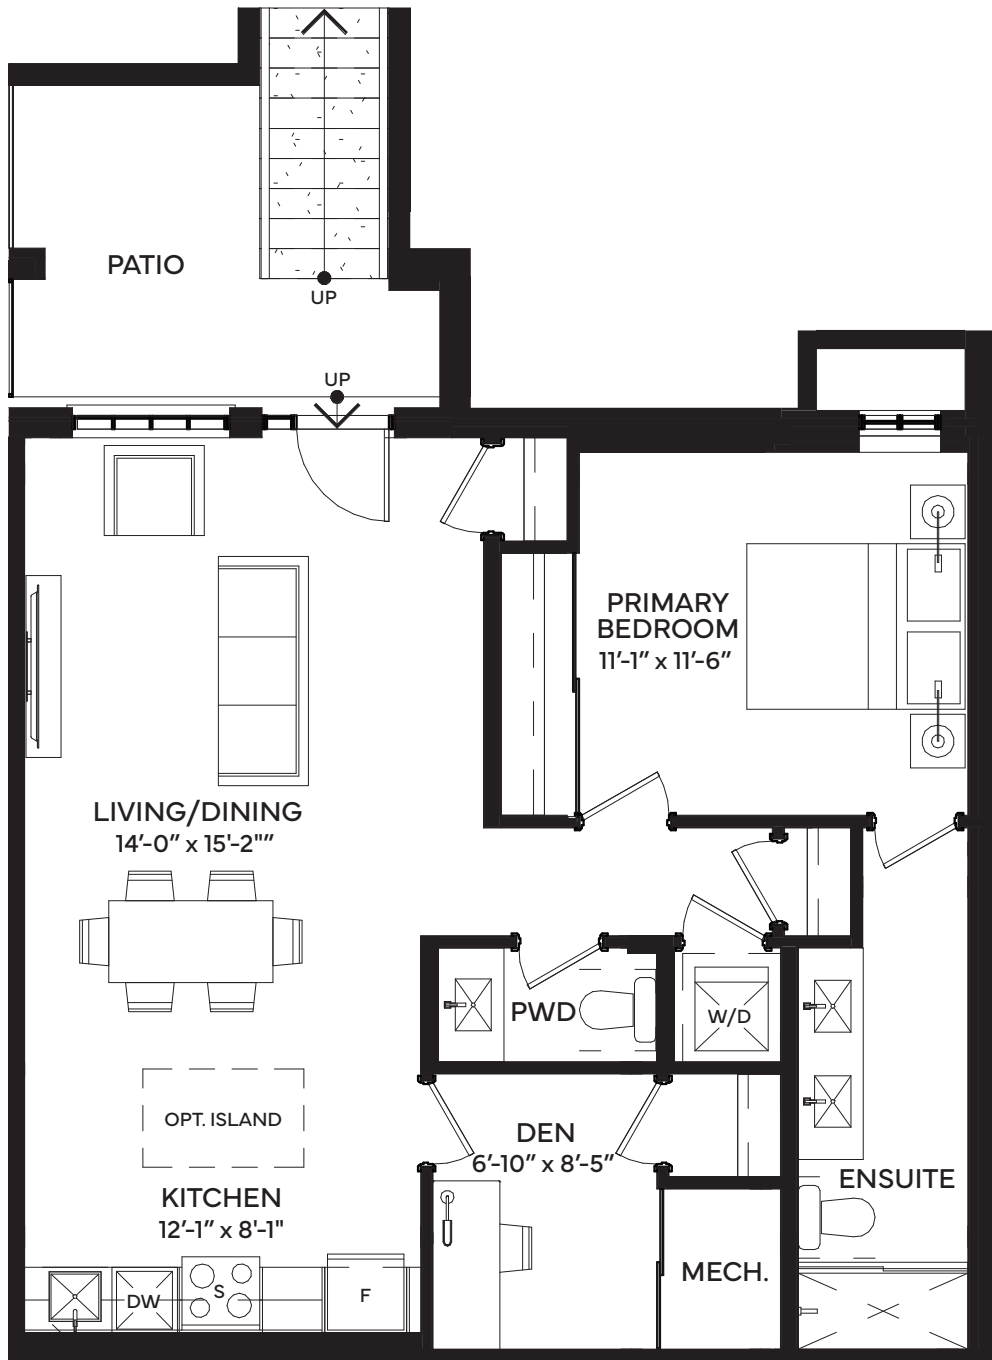 PATIO
UP
UP
PRIMARY
BEDROOM
11'-1" x 11'-6"
LIVING/DINING
14'-0" x 15'-2""
PWD
W/D
OPT. ISLAND
DEN
6'-10" x 8'-5"
ENSUITE
KITCHEN
12'-1" x 8'-1"
MECH.
DW
S
F